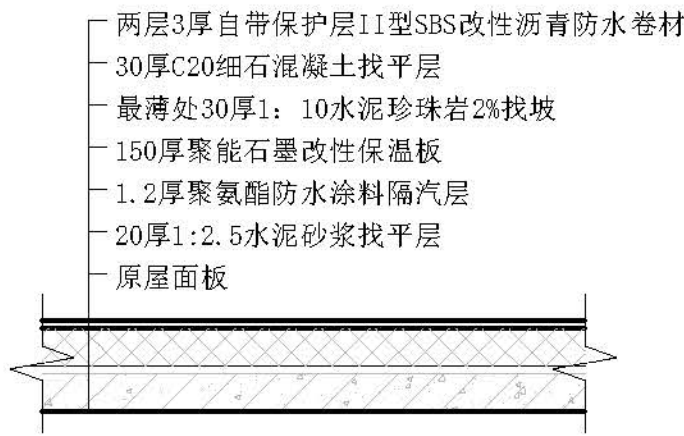 两层3厚自带保护层II型SBS改性沥青防水卷材
30厚C20细石混凝土找平层
最薄处30厚1：10水泥珍珠岩2%找坡
150厚聚能石墨改性保温板
1.2厚聚氨酯防水涂料隔汽层
20厚1:2.5水泥砂浆找平层
原屋面板